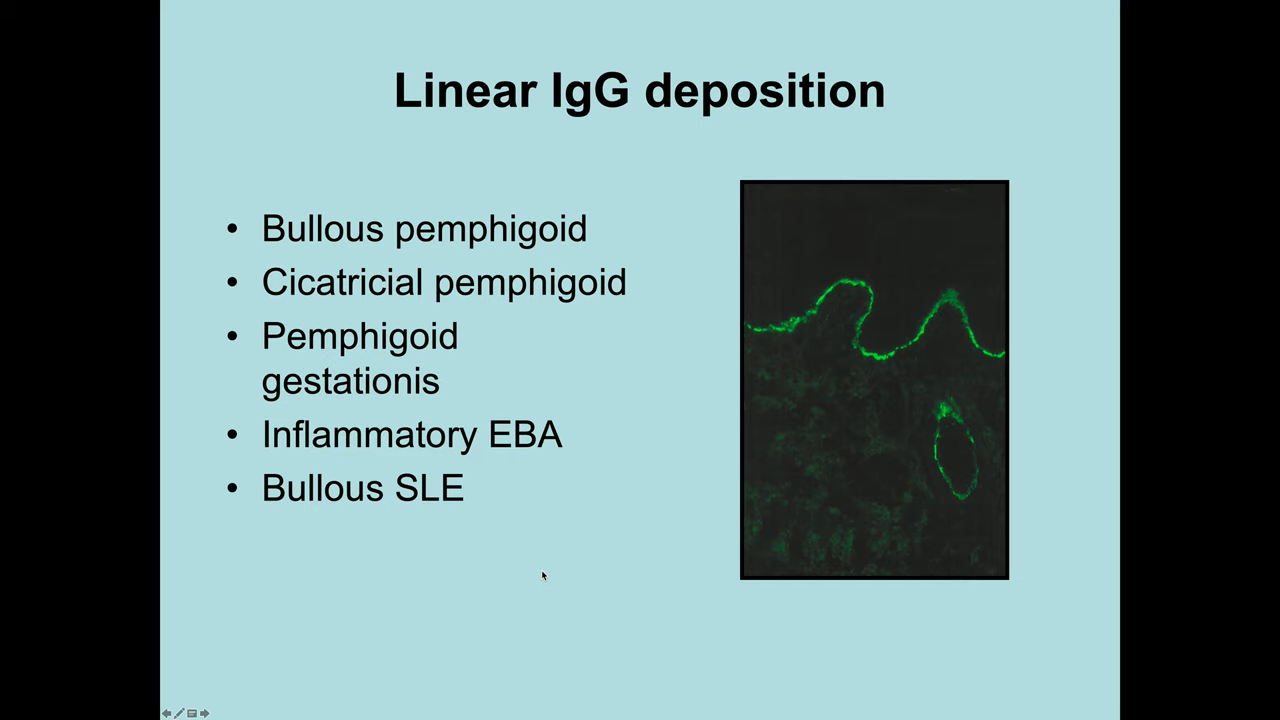 Linear IgG deposition
• Bullous pemphigoid
• Cicatricial pemphigoid
• Pemphigoid
gestationis
• Inflammatory EBA
• Bullous SLE